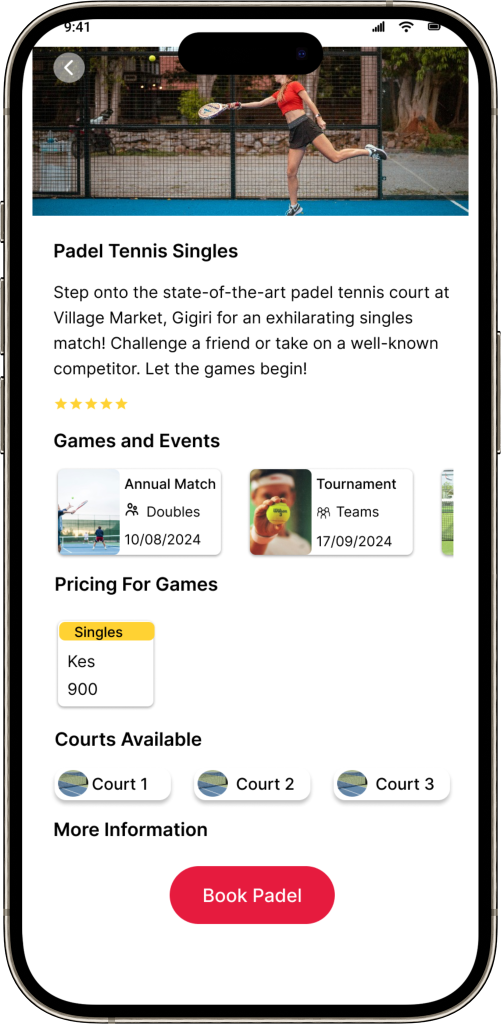 9:41
Padel Tennis Singles
Step onto the state-of-the-art padel tennis court at
Village Market, Gigiri for an exhilarating singles
match! Challenge a friend or take on a well-known
competitor. Let the games begin!
Games and Events
Annual Match
Doubles
10/08/2024
Tournament
Teams
17/09/2024
Pricing For Games
Singles
Kes
900
Courts Available
Court 1
Court 2
Court 3
More Information
Book Padel